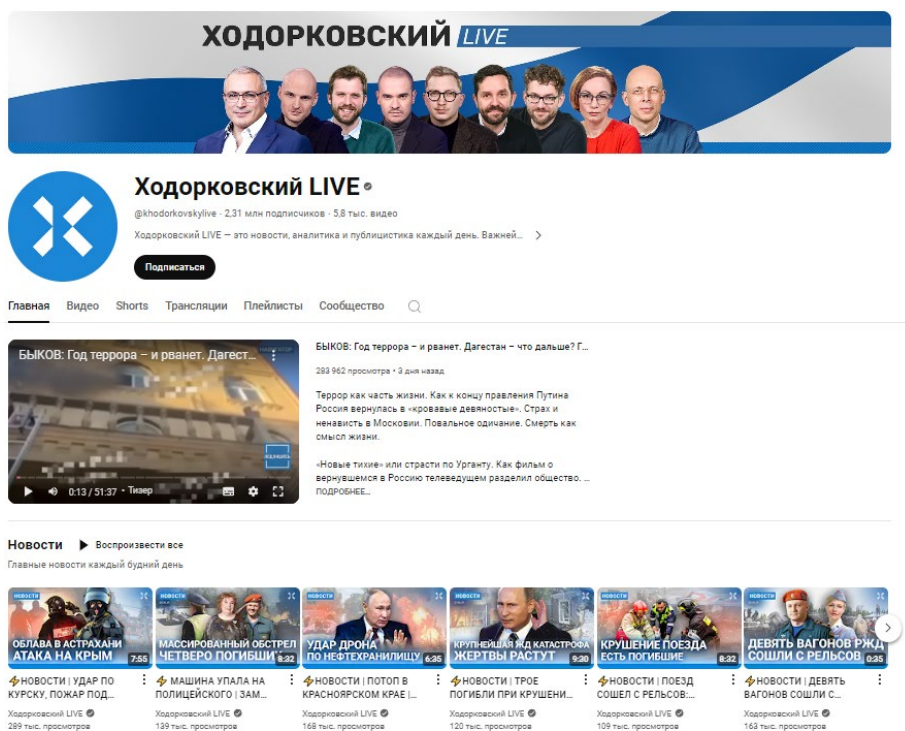 ХОДОРКОВСКИЙ LIVE
Ходорковский LIVE
@khodorkovskylive · 2,31 млн подписчиков · 5,8 тыс. видео
Ходорковский LIVE — это новости, аналитика и публицистика каждый день. Важней...
Подписаться
Главная Видео Shorts Трансляции Плейлисты Сообщество
БЫКОВ: Год террора – и рванет. Дагест...
0:13 / 51:37 • Тизер
БЫКОВ: Год террора – и рванет. Дагестан – что дальше? Г...
283 962 просмотра • 3 дня назад
Террор как часть жизни. Как к концу правления Путина
Россия вернулась в «кровавые девяностые». Страх и
ненависть в Московии. Повальное одичание. Смерть как
смысл жизни.
«Новые тихие» или страсти по Урганту. Как фильм о
вернувшемся в Россию телеведущем разделил общество. ...
ПОДРОБНЕЕ...
Новости Воспроизвести все
Главные новости каждый будний день
НОВОСТИ
ОБЛАВА В АСТРАХАНИ
АТАКА НА КРЫМ
7:55
НОВОСТИ | УДАР ПО
КУРСКУ, ПОЖАР ПОД...
Ходорковский LIVE
289 тыс. просмотров
НОВОСТИ
МАССИРОВАННЫЙ ОБСТРЕЛ
ЧЕТВЕРО ПОГИБШИ
8:32
МАШИНА УПАЛА НА
ПОЛИЦЕЙСКОГО | ЗАМ...
Ходорковский LIVE
139 тыс. просмотров
НОВОСТИ
УДАР ДРОНА
ПО НЕФТЕХРАНИЛИЩУ
6:35
НОВОСТИ | ПОТОП В
КРАСНОЯРСКОМ КРАЕ |...
Ходорковский LIVE
168 тыс. просмотров
НОВОСТИ
КРУПНЕЙШАЯ ЖД КАТАСТРОФА
ЖЕРТВЫ РАСТУТ
9:30
НОВОСТИ | ТРОЕ
ПОГИБЛИ ПРИ КРУШЕНИ...
Ходорковский LIVE
120 тыс. просмотров
НОВОСТИ
КРУШЕНИЕ ПОЕЗДА
ЕСТЬ ПОГИБШИЕ
8:32
НОВОСТИ | ПОЕЗД
СОШЕЛ С РЕЛЬСОВ:...
Ходорковский LIVE
109 тыс. просмотров
НОВОСТИ
ДЕВЯТЬ ВАГОНОВ РЖД
СОШЛИ С РЕЛЬСОВ
0:35
НОВОСТИ | ДЕВЯТЬ
ВАГОНОВ СОШЛИ С...
Ходорковский LIVE
163 тыс. просмотров